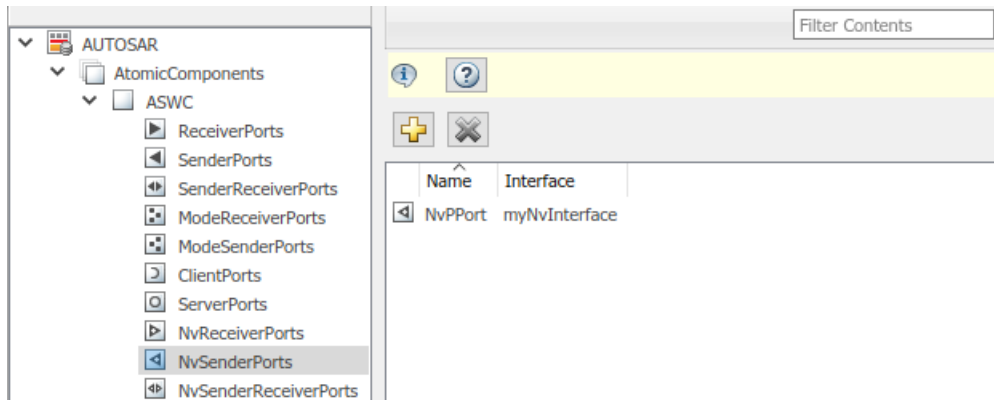 Filter Contents
AUTOSAR
AtomicComponents
ASWC
ReceiverPorts
SenderPorts
SenderReceiverPorts
ModeReceiverPorts
ModeSenderPorts
ClientPorts
ServerPorts
NvReceiverPorts
NvSenderPorts
NvSenderReceiverPorts
Name Interface
NvPPort myNvInterface